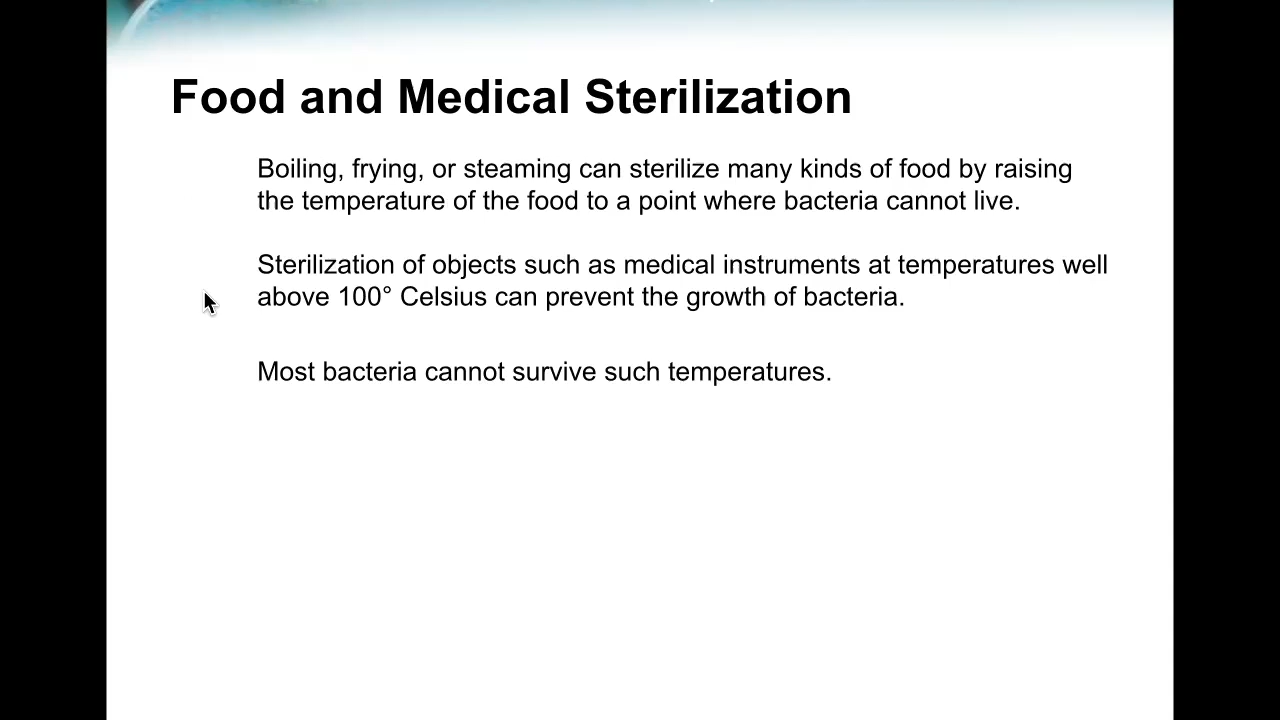 Food and Medical Sterilization
Boiling, frying, or steaming can sterilize many kinds of food by raising
the temperature of the food to a point where bacteria cannot live.
Sterilization of objects such as medical instruments at temperatures well
above 100° Celsius can prevent the growth of bacteria.
Most bacteria cannot survive such temperatures.